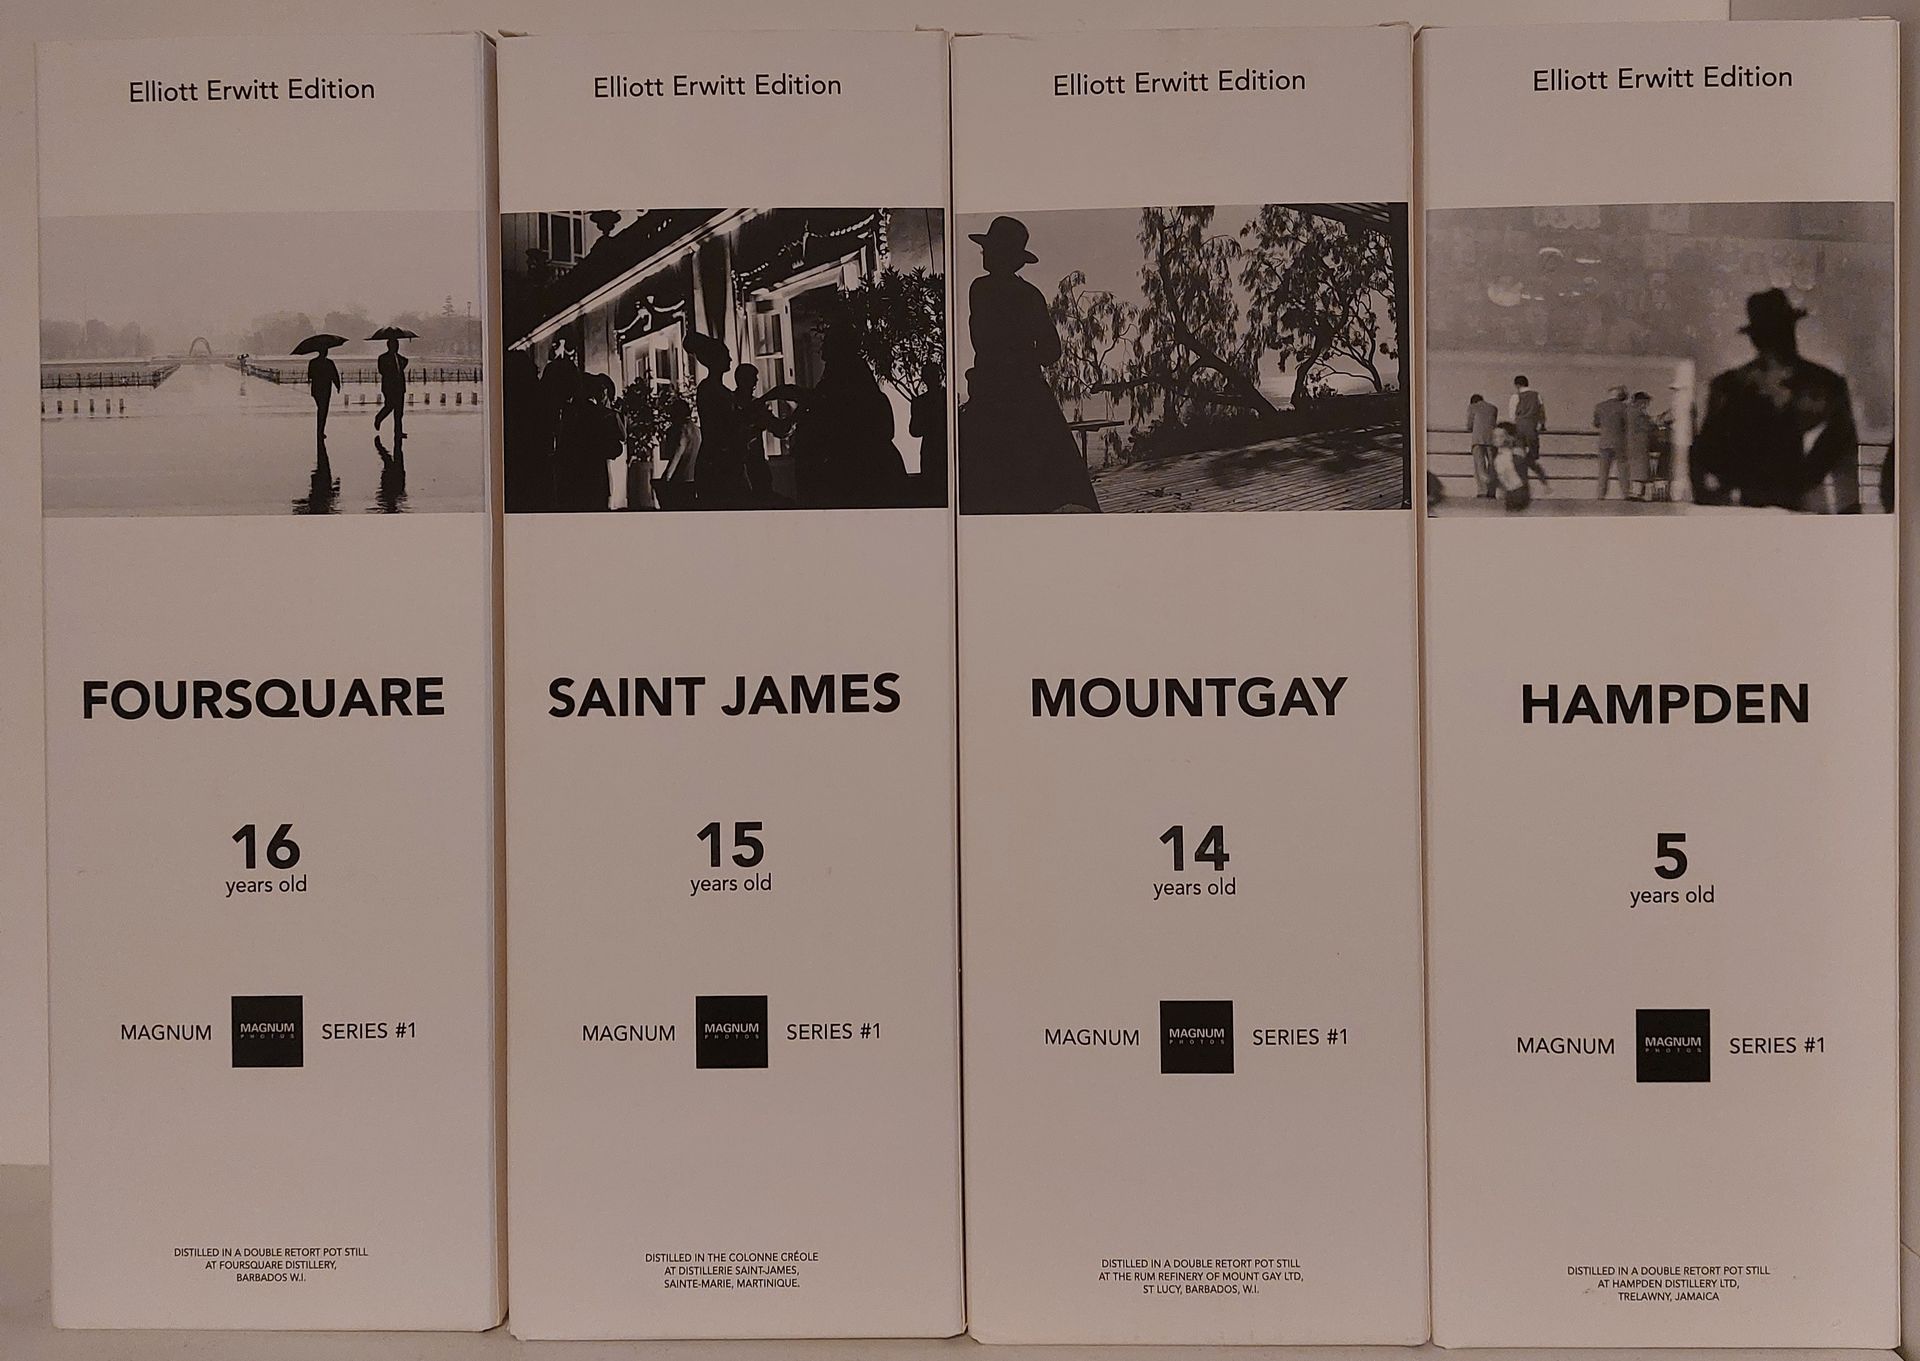 Elliott Erwitt Edition
FOURSQUARE
16
years old
MAGNUM MAGNUM PHOTOS SERIES #1
DISTILLED IN A DOUBLE RETORT POT STILL
AT FOURSQUARE DISTILLERY,
BARBADOS W.I.
Elliott Erwitt Edition
SAINT JAMES
15
years old
MAGNUM MAGNUM PHOTOS SERIES #1
DISTILLED IN THE COLONNE CRÉOLE
AT DISTILLERIE SAINT-JAMES,
SAINTE-MARIE, MARTINIQUE.
Elliott Erwitt Edition
MOUNTGAY
14
years old
MAGNUM MAGNUM PHOTOS SERIES #1
DISTILLED IN A DOUBLE RETORT POT STILL
AT THE RUM REFINERY OF MOUNT GAY LTD,
ST LUCY, BARBADOS, W.I.
Elliott Erwitt Edition
HAMPDEN
5
years old
MAGNUM MAGNUM PHOTOS SERIES #1
DISTILLED IN A DOUBLE RETORT POT STILL
AT HAMPDEN DISTILLERY LTD,
TRELAWNY, JAMAICA